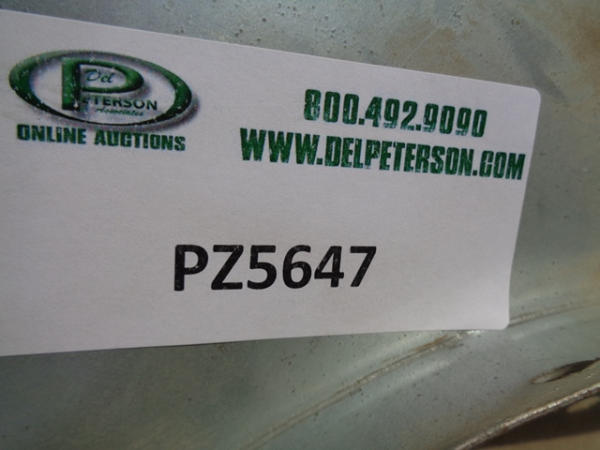 Del
PETERSON
& Associates
ONLINE AUCTIONS
800.492.9090
WWW.DELPETERSON.COM
PZ5647